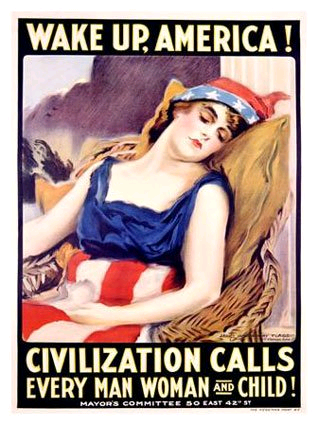 WAKE UP, AMERICA!
CIVILIZATION CALLS
EVERY MAN WOMAN AND CHILD!
MAYOR'S COMMITTEE 50 EAST 42ND ST